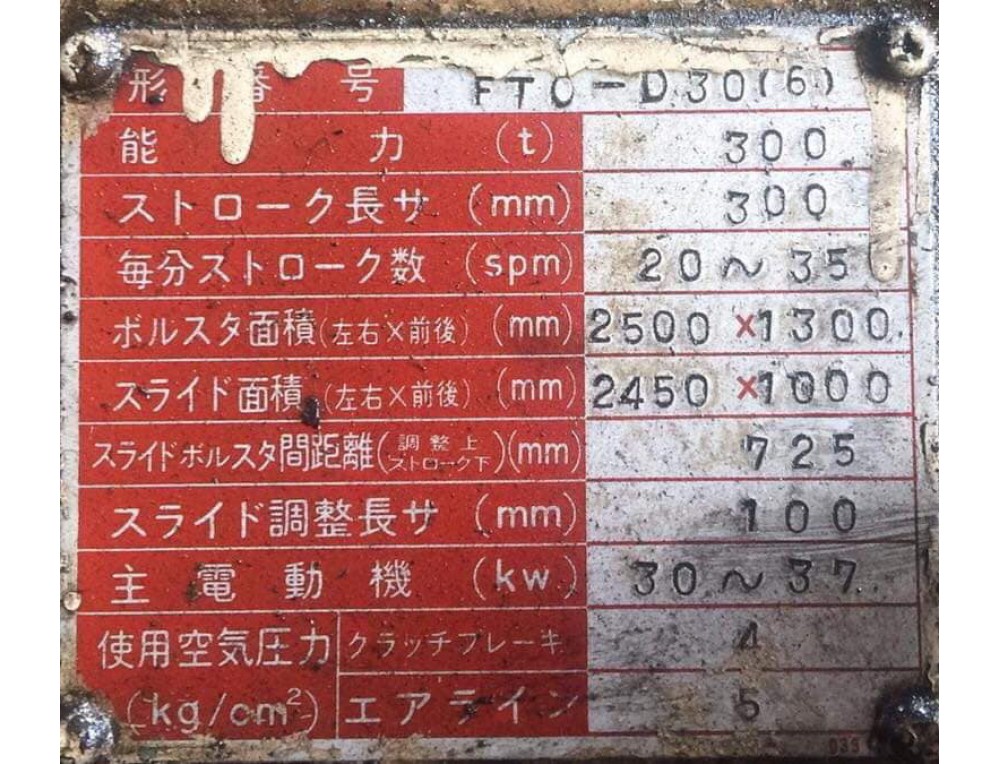 形 番 号 FTO-D30(6)
能 力 (t) 300
ストローク長サ (mm) 300
毎分ストローク数 (spm) 20～35
ボルスタ面積(左右×前後) (mm) 2500 ×1300
スライド面積 (左右×前後) (mm) 2450 ×1000
スライドボルスタ間距離(調整上ストローク下)(mm) 725
スライド調整長サ (mm) 100
主 電 動 機 (kw) 30～37
使用空気圧力 クラッチブレーキ 4
(kg/cm²) エアライン 5
035